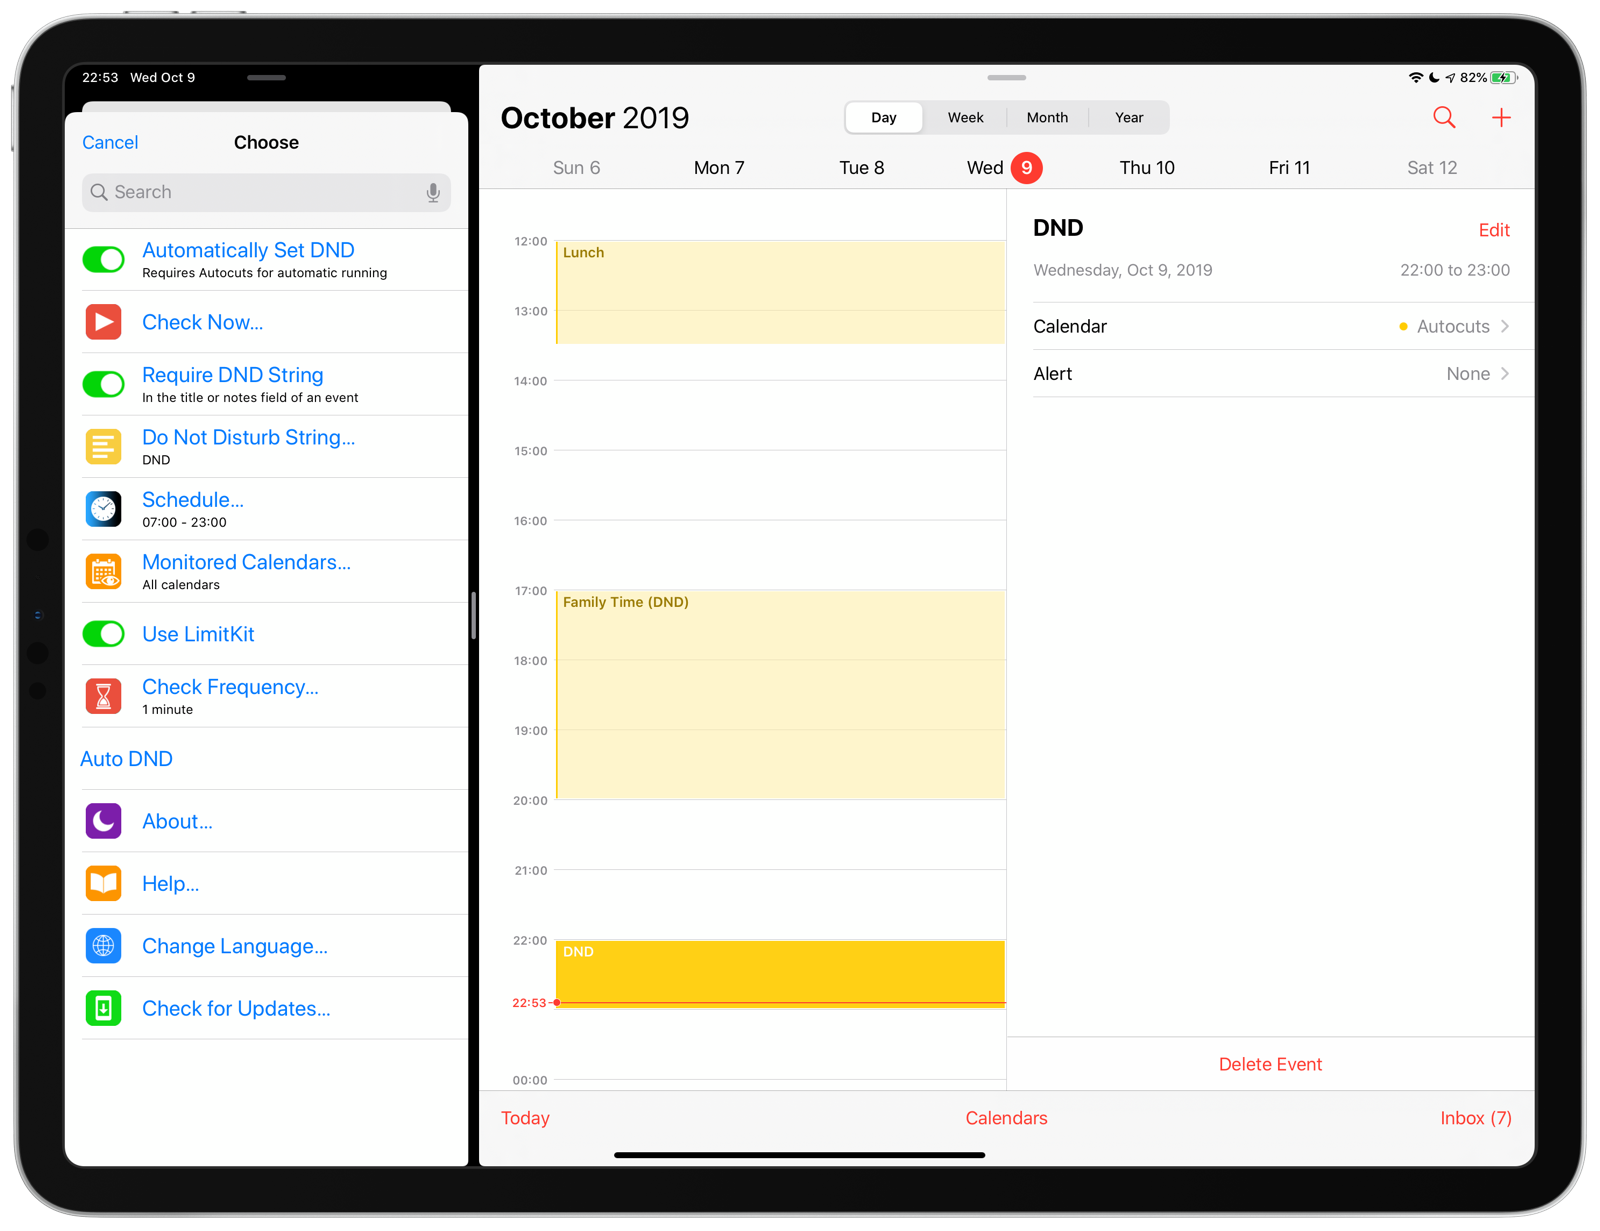 22:53 Wed Oct 9
Cancel
Choose
Search
Automatically Set DND
Requires Autocuts for automatic running
Check Now...
Require DND String
In the title or notes field of an event
Do Not Disturb String...
DND
Schedule...
07:00 - 23:00
Monitored Calendars...
All calendars
Use LimitKit
Check Frequency...
1 minute
Auto DND
About...
Help...
Change Language...
Check for Updates...
82%
October 2019
Day Week Month Year
Sun 6 Mon 7 Tue 8 Wed 9 Thu 10 Fri 11 Sat 12
12:00
Lunch
13:00
14:00
15:00
16:00
17:00
Family Time (DND)
18:00
19:00
20:00
21:00
22:00
DND
22:53
00:00
DND
Edit
Wednesday, Oct 9, 2019 22:00 to 23:00
Calendar Autocuts
Alert None
Delete Event
Today Calendars Inbox (7)